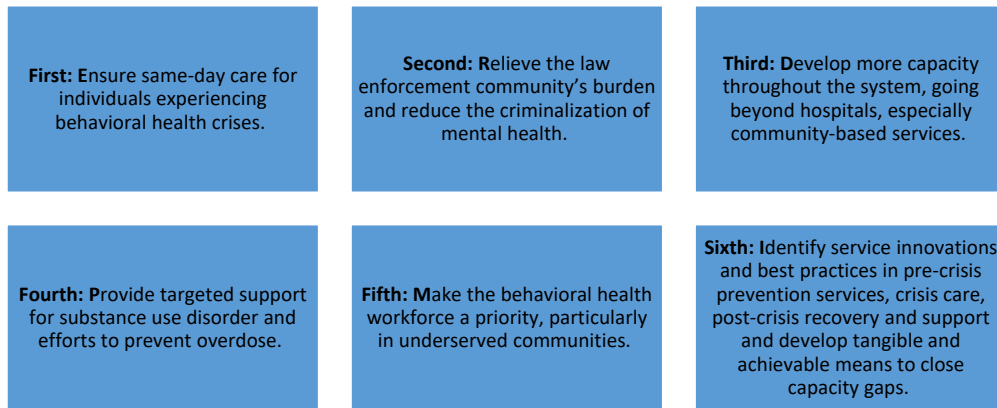 First: Ensure same-day care for
individuals experiencing
behavioral health crises.
Second: Relieve the law
enforcement community's burden
and reduce the criminalization of
mental health.
Third: Develop more capacity
throughout the system, going
beyond hospitals, especially
community-based services.
Fourth: Provide targeted support
for substance use disorder and
efforts to prevent overdose.
Fifth: Make the behavioral health
workforce a priority, particularly
in underserved communities.
Sixth: Identify service innovations
and best practices in pre-crisis
prevention services, crisis care,
post-crisis recovery and support
and develop tangible and
achievable means to close
capacity gaps.